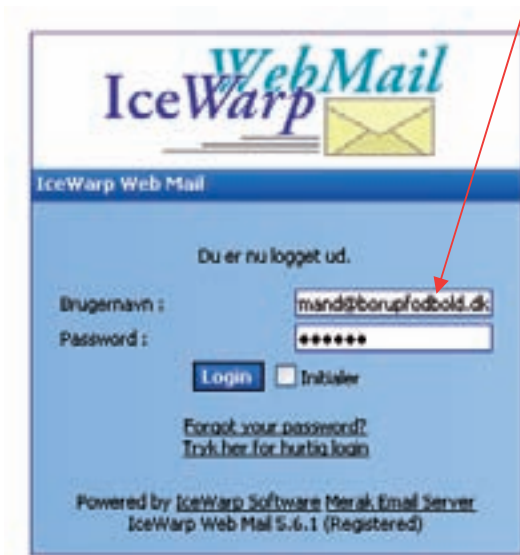 WebMail
IceWarp
IceWarp Web Mail
Du er nu logget ud.
Brugernavn : mand@borupfodbold.dk
Password : ●●●●●●
Login Initialer
Forgot your password?
Tryk her for hurtig login
Powered by IceWarp Software Merak Email Server
IceWarp Web Mail 5.6.1 (Registered)